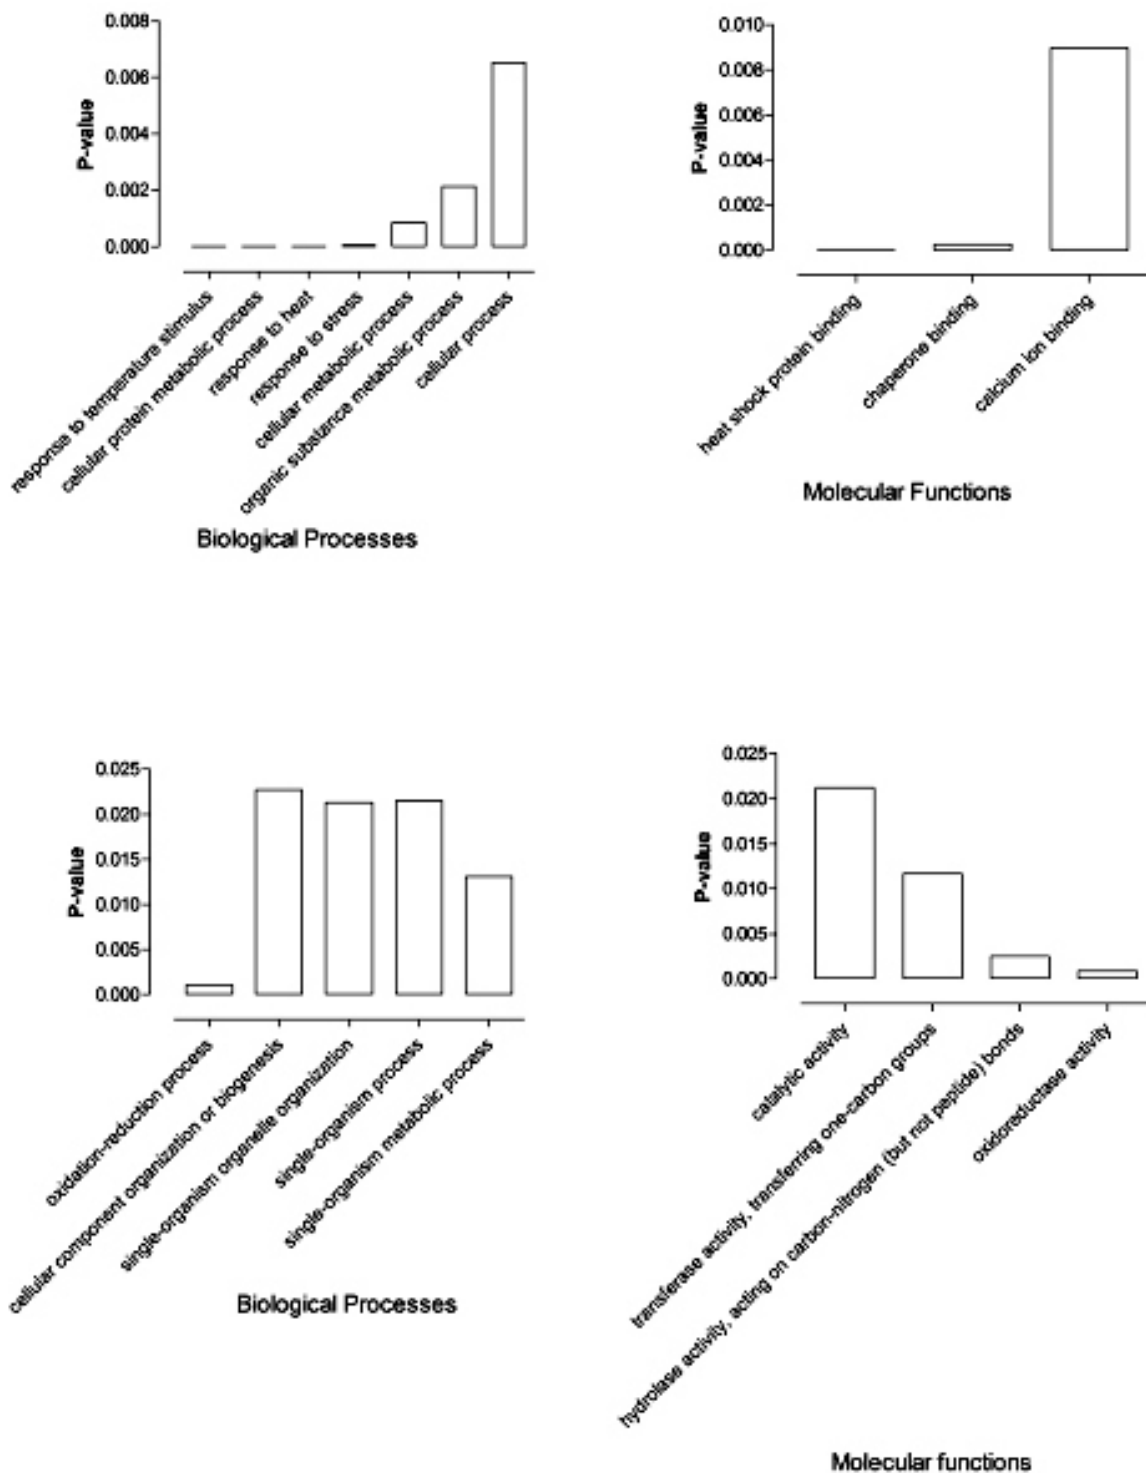 0.008
0.006
0.004
0.002
0.000
P-value
response to temperature stimulus
cellular protein metabolic process
response to heat
response to stress
cellular metabolic process
organic substance metabolic process
cellular process
Biological Processes
0.010
0.008
0.006
0.004
0.002
0.000
P-value
heat shock protein binding
chaperone binding
calcium ion binding
Molecular Functions
0.025
0.020
0.015
0.010
0.005
0.000
P-value
oxidation-reduction process
cellular component organization or biogenesis
single-organism organelle organization
single-organism process
single-organism metabolic process
Biological Processes
0.025
0.020
0.015
0.010
0.005
0.000
P-value
catalytic activity
transferase activity, transferring one-carbon groups
hydrolase activity, acting on carbon-nitrogen (but not peptide) bonds
oxidoreductase activity
Molecular functions